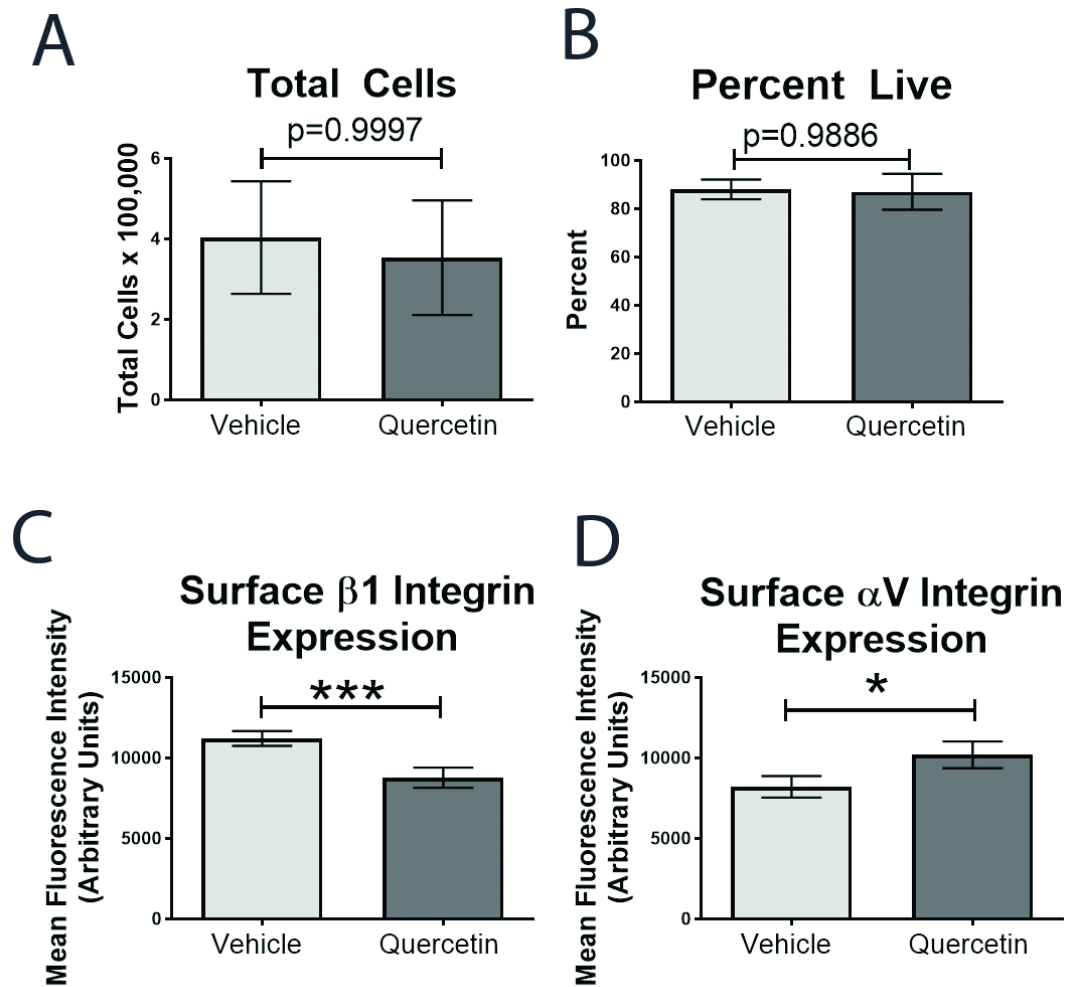 A
Total Cells
p=0.9997
Total Cells x 100,000
6
4
2
0
Vehicle Quercetin
B
Percent Live
p=0.9886
Percent
100
80
60
40
20
0
Vehicle Quercetin
C
Surface β1 Integrin
Expression
Mean Fluorescence Intensity
(Arbitrary Units)
15000
10000
5000
0
***
Vehicle Quercetin
D
Surface αV Integrin
Expression
Mean Fluorescence Intensity
(Arbitrary Units)
15000
10000
5000
0
*
Vehicle Quercetin